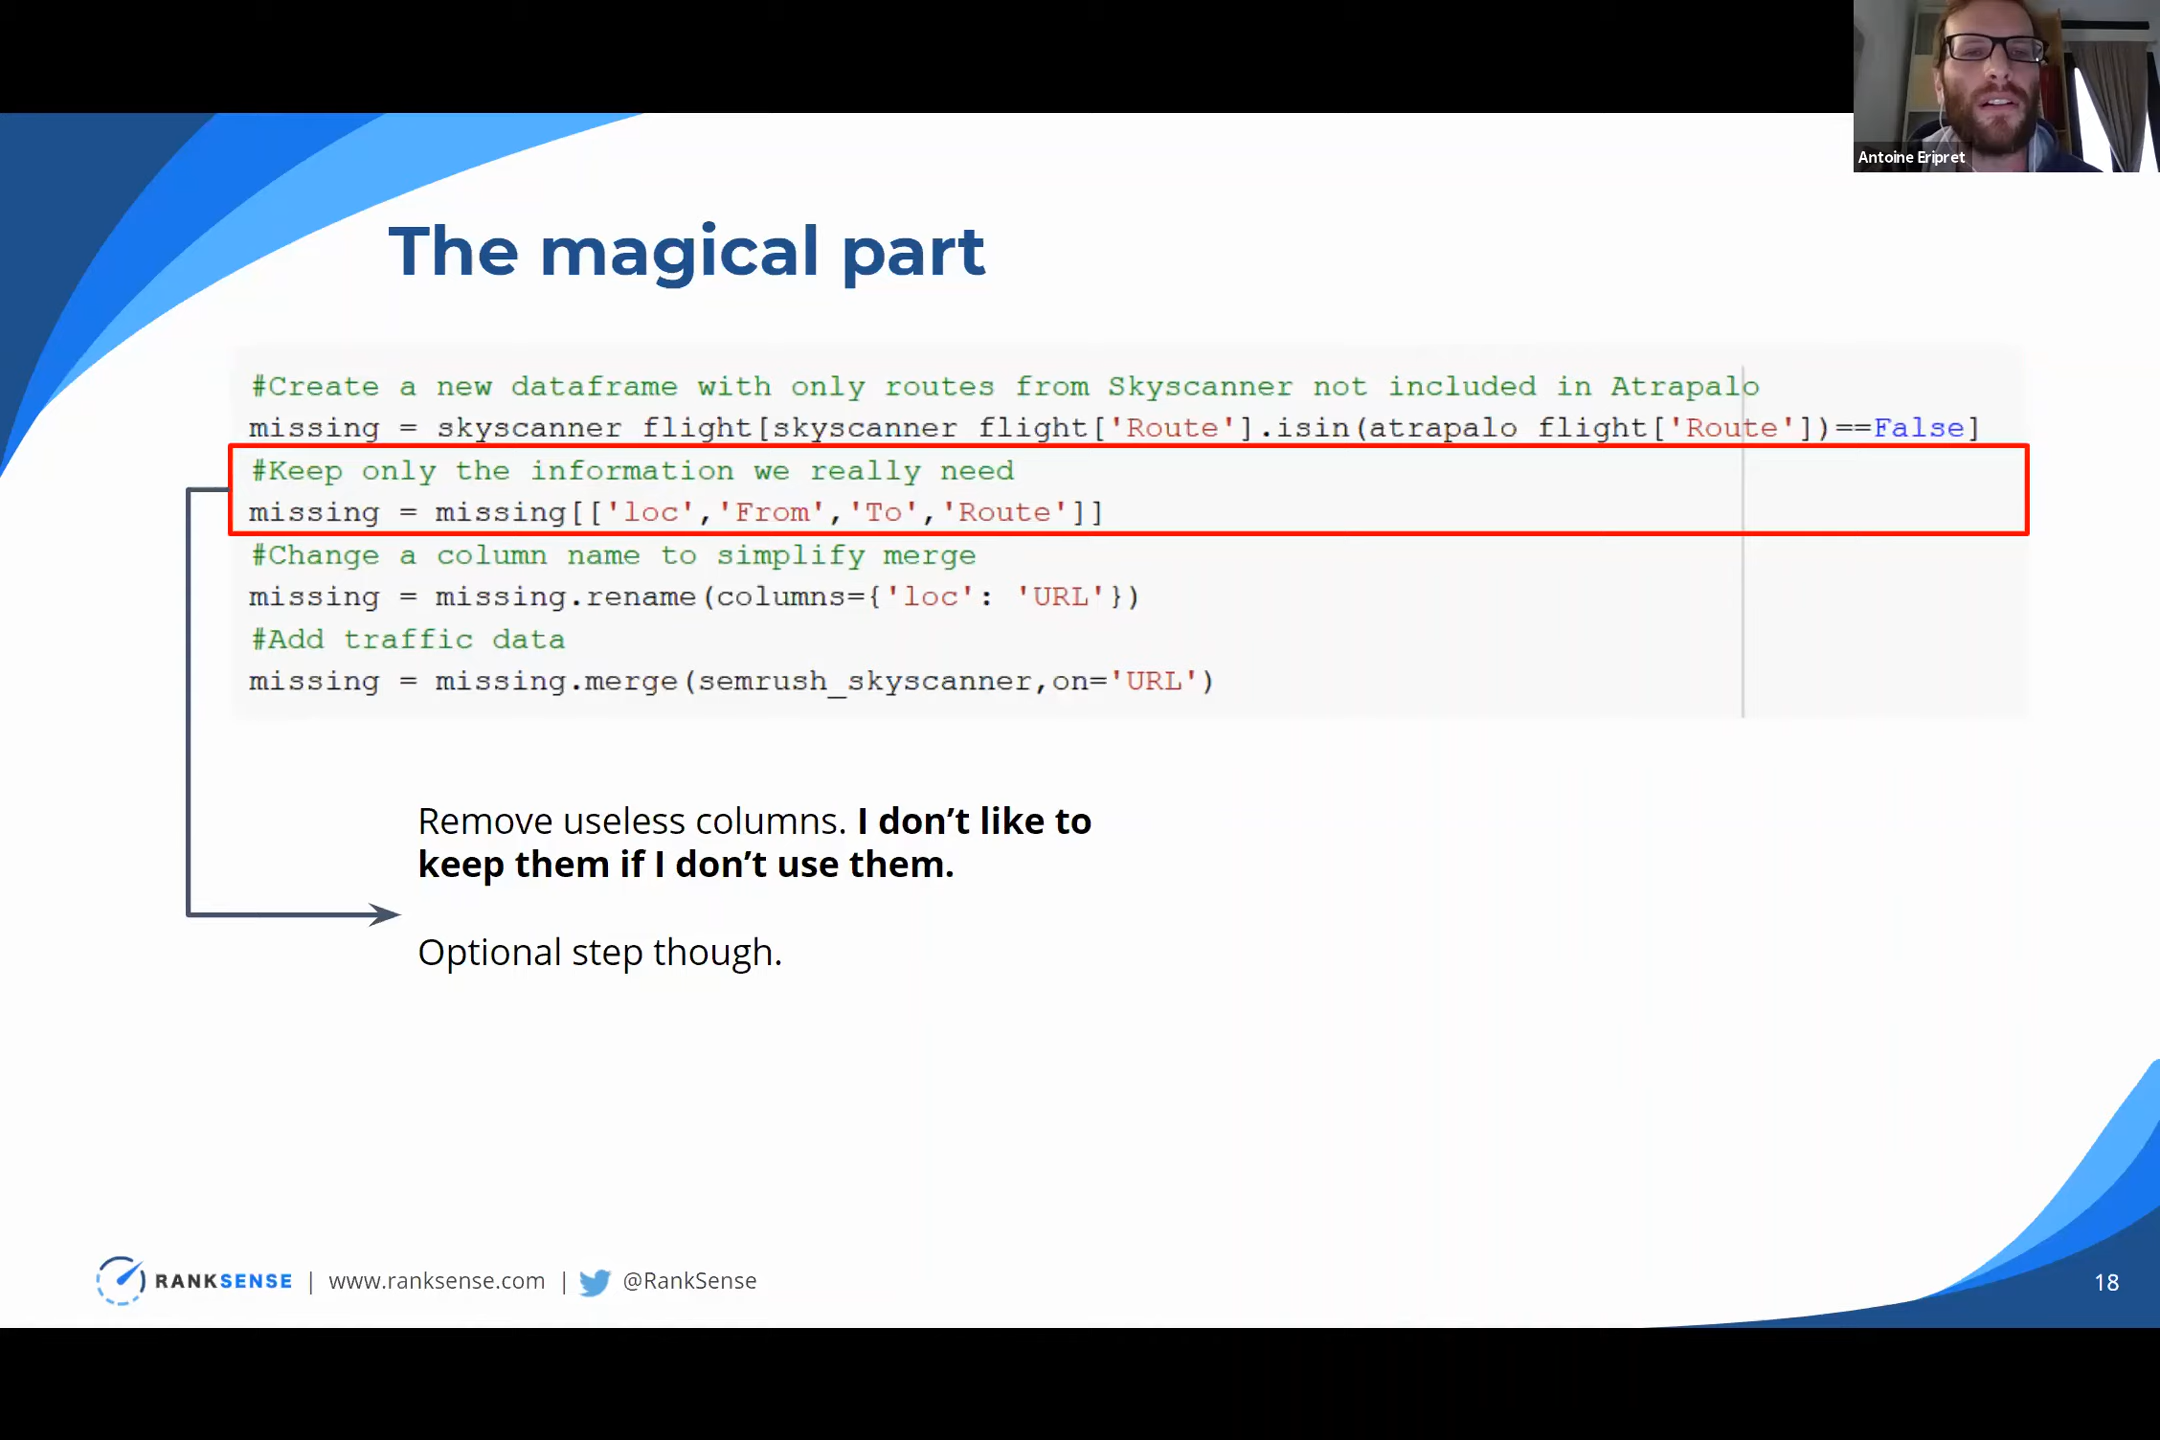 Antoine Eripret
The magical part
#Create a new dataframe with only routes from Skyscanner not included in Atrapalo
missing = skyscanner flight[skyscanner flight['Route'].isin(atrapalo flight['Route'])==False]
#Keep only the information we really need
missing = missing[['loc','From','To','Route']]
#Change a column name to simplify merge
missing = missing.rename(columns={'loc': 'URL'})
#Add traffic data
missing = missing.merge(semrush_skyscanner,on='URL')
Remove useless columns. I don’t like to
keep them if I don’t use them.
Optional step though.
RANKSENSE | www.ranksense.com | @RankSense
18